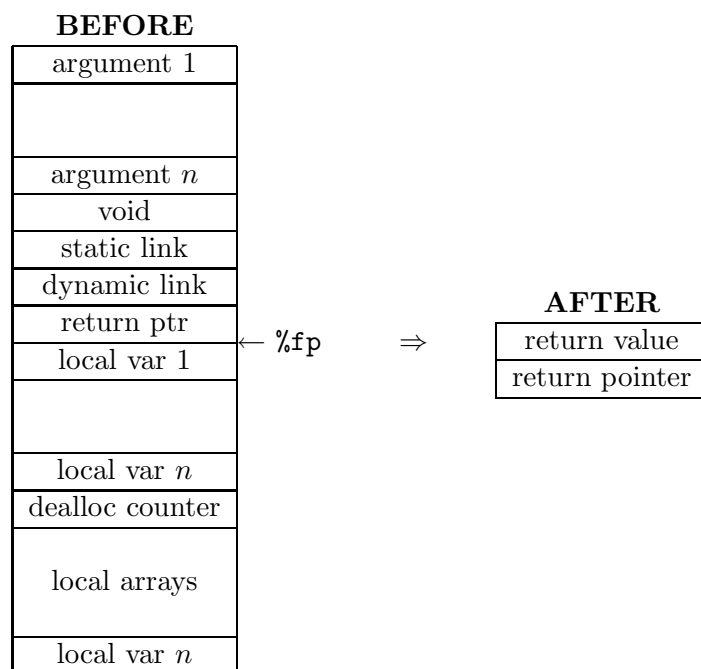 BEFORE
argument 1
argument n
void
static link
dynamic link
return ptr
local var 1
local var n
dealloc counter
local arrays
local var n
← %fp
⇒
AFTER
return value
return pointer